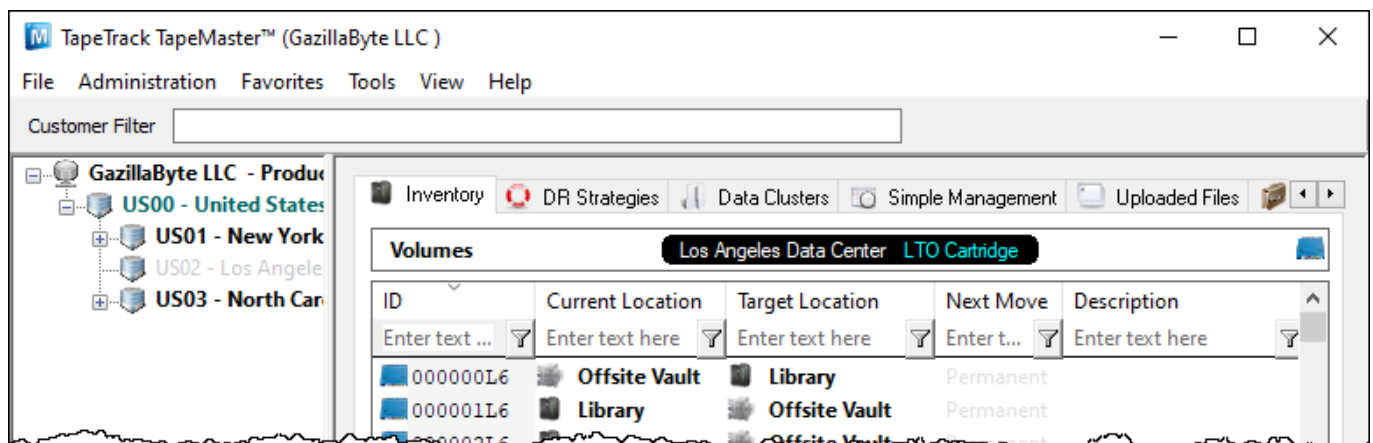 TapeTrack TapeMaster™ (GazillaByte LLC )
File Administration Favorites Tools View Help
Customer Filter
GazillaByte LLC - Produc
US00 - United States
US01 - New York
US02 - Los Angele
US03 - North Car
Inventory DR Strategies Data Clusters Simple Management Uploaded Files
Volumes Los Angeles Data Center LTO Cartridge
ID Current Location Target Location Next Move Description
Enter text ... Enter text here Enter text here Enter t... Enter text here
000000L6 Offsite Vault Library Permanent
000001L6 Library Offsite Vault Permanent
Offsite Vault